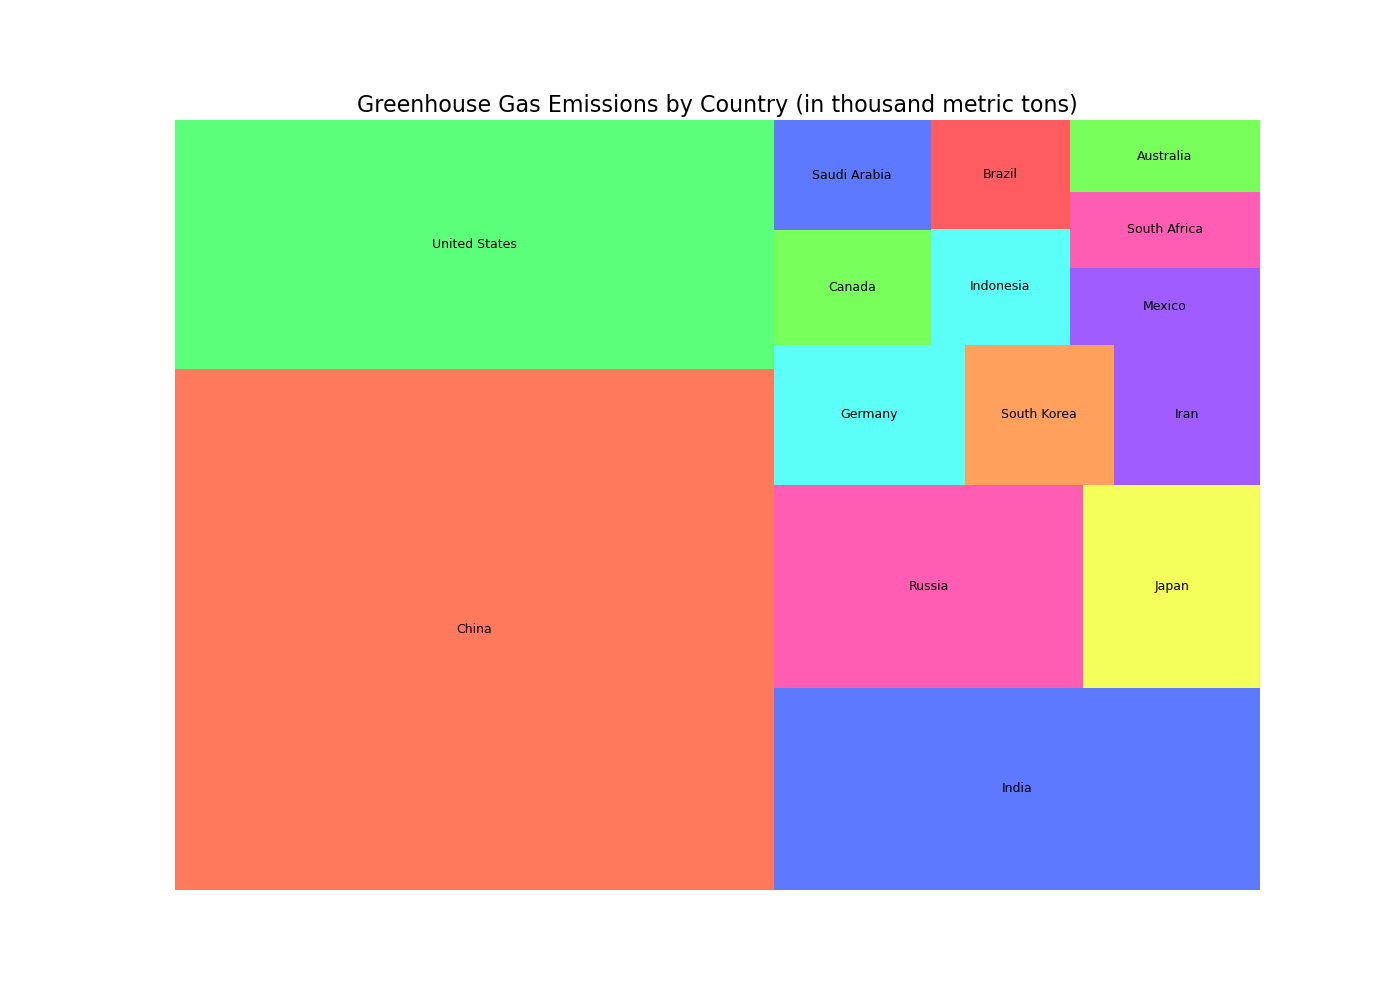 Greenhouse Gas Emissions by Country (in thousand metric tons)
United States
China
Saudi Arabia
Brazil
Australia
South Africa
Canada
Indonesia
Mexico
Germany
South Korea
Iran
Russia
Japan
India